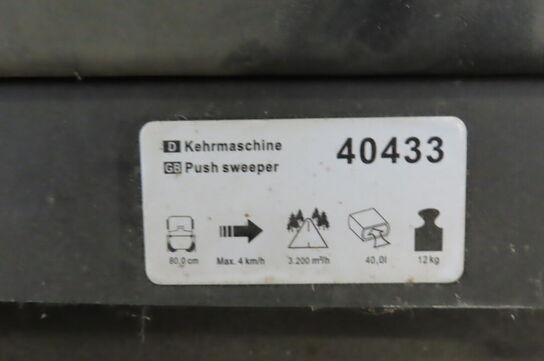 D Kehrmaschine
GB Push sweeper
40433
80,0 cm Max. 4 km/h 3.200 m²/h 40,0l 12 kg